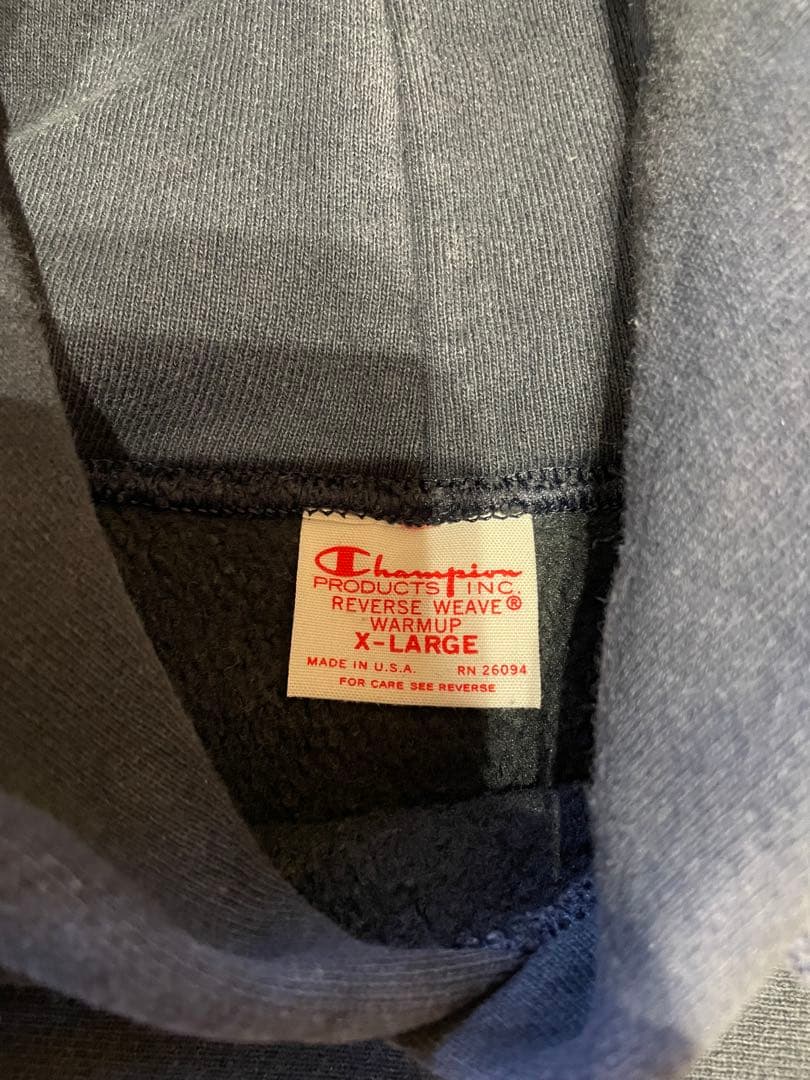 Champion
PRODUCTS INC.
REVERSE WEAVE®
WARMUP
X-LARGE
MADE IN U.S.A. RN 26094
FOR CARE SEE REVERSE